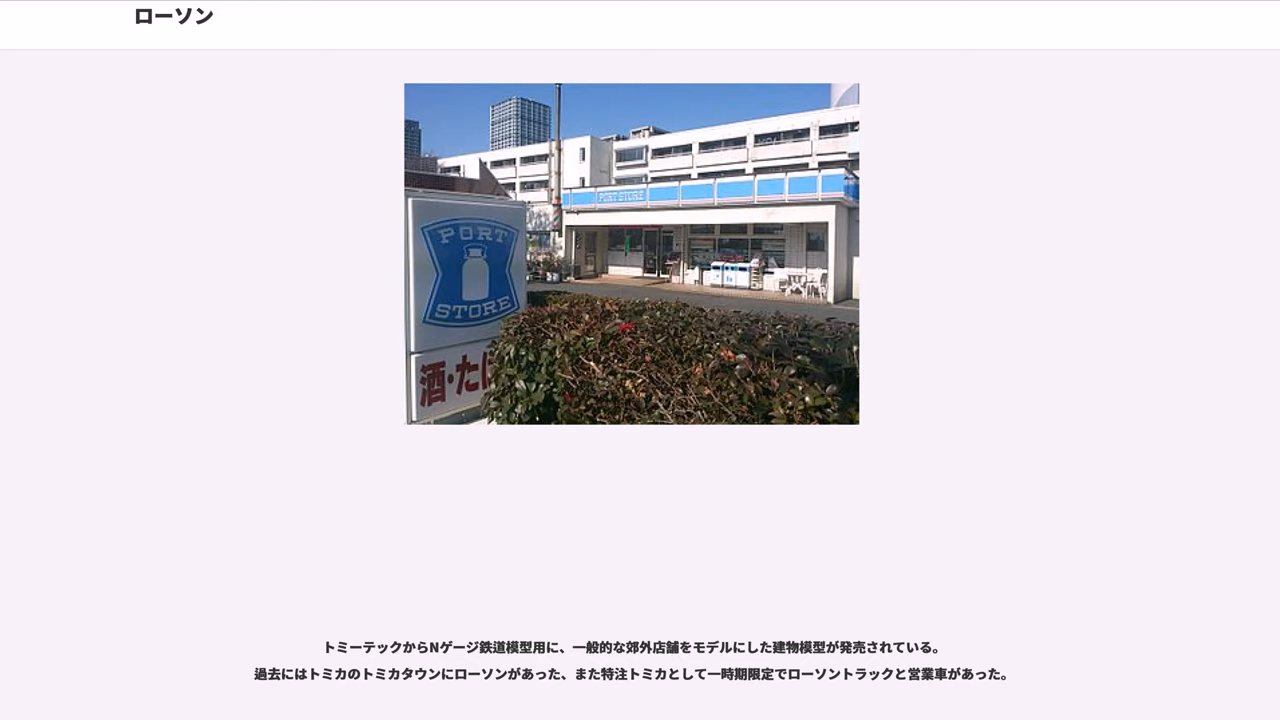 ローソン
PORT STORE
PORT
STORE
酒・たば
トミーテックからNゲージ鉄道模型用に、一般的な郊外店舗をモデルにした建物模型が発売されている。
過去にはトミカのトミカタウンにローソンがあった、また特注トミカとして一時期限定でローソントラックと営業車があった。